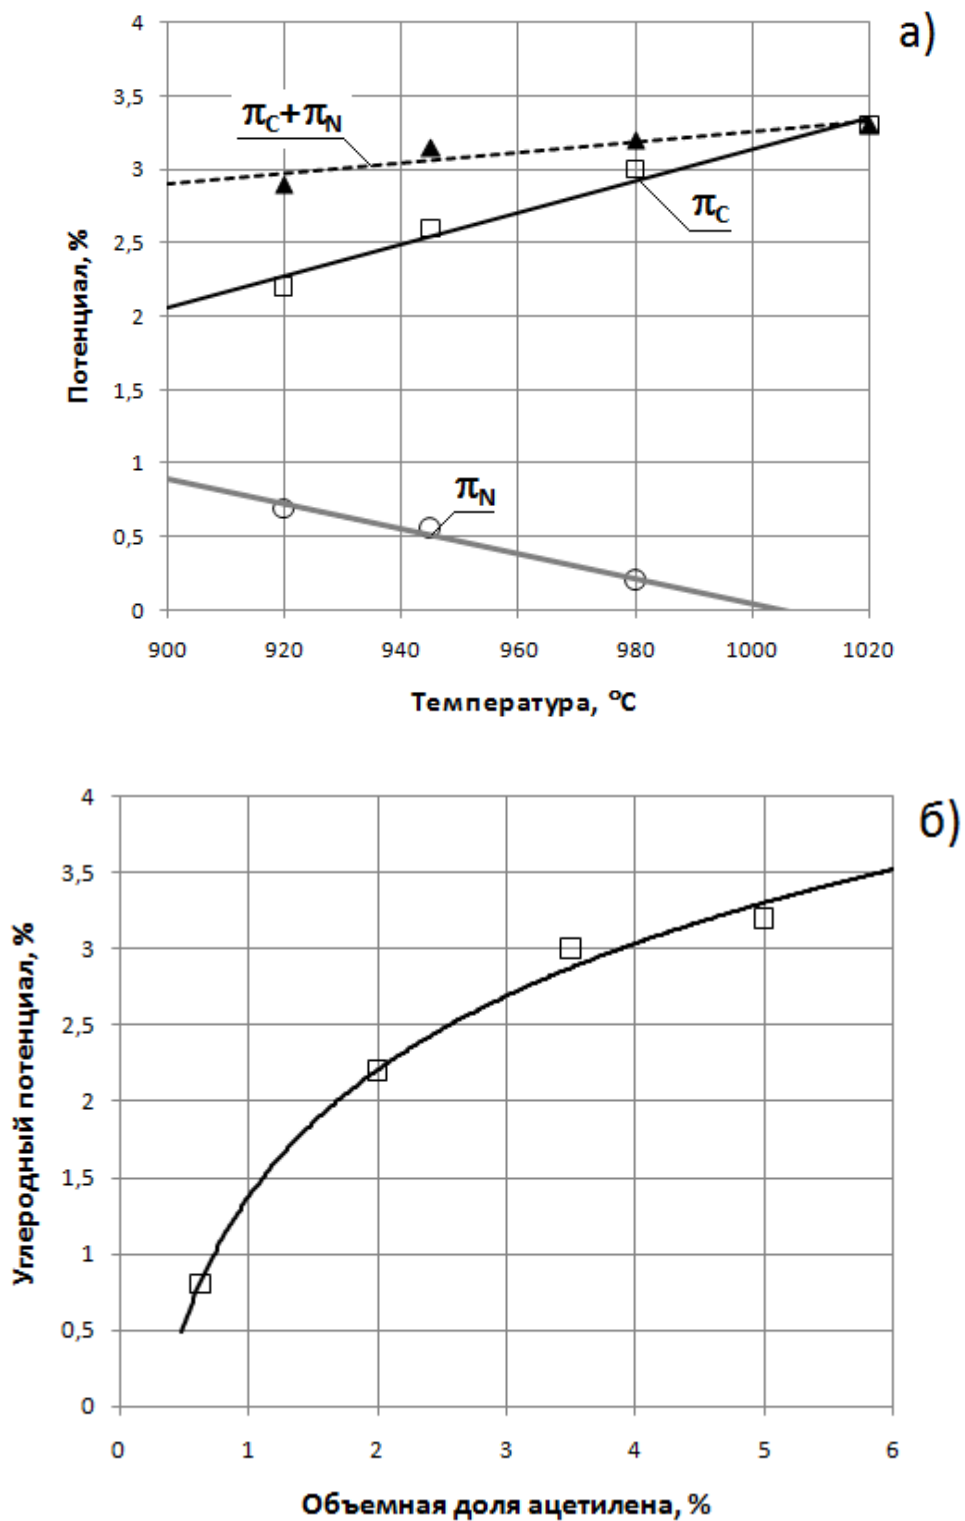 а)
4
3,5
3
2,5
2
1,5
1
0,5
0
πC+πN
πC
πN
Потенциал, %
900 920 940 960 980 1000 1020
Температура, °С
б)
4
3,5
3
2,5
2
1,5
1
0,5
0
Углеродный потенциал, %
0 1 2 3 4 5 6
Объемная доля ацетилена, %